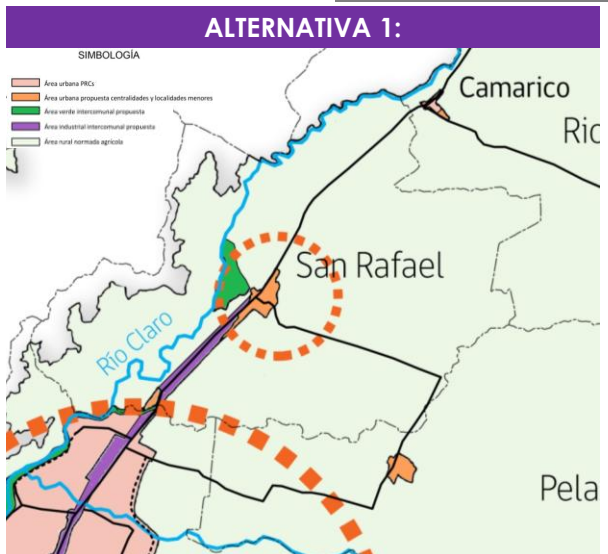 ALTERNATIVA 1:
SIMBOLOGÍA
Área urbana PRCs
Área urbana propuesta centralidades y localidades menores
Área verde intercomunal propuesta
Área industrial intercomunal propuesta
Área rural normada agrícola
Camarico
Rio
San Rafael
Río Claro
Pela